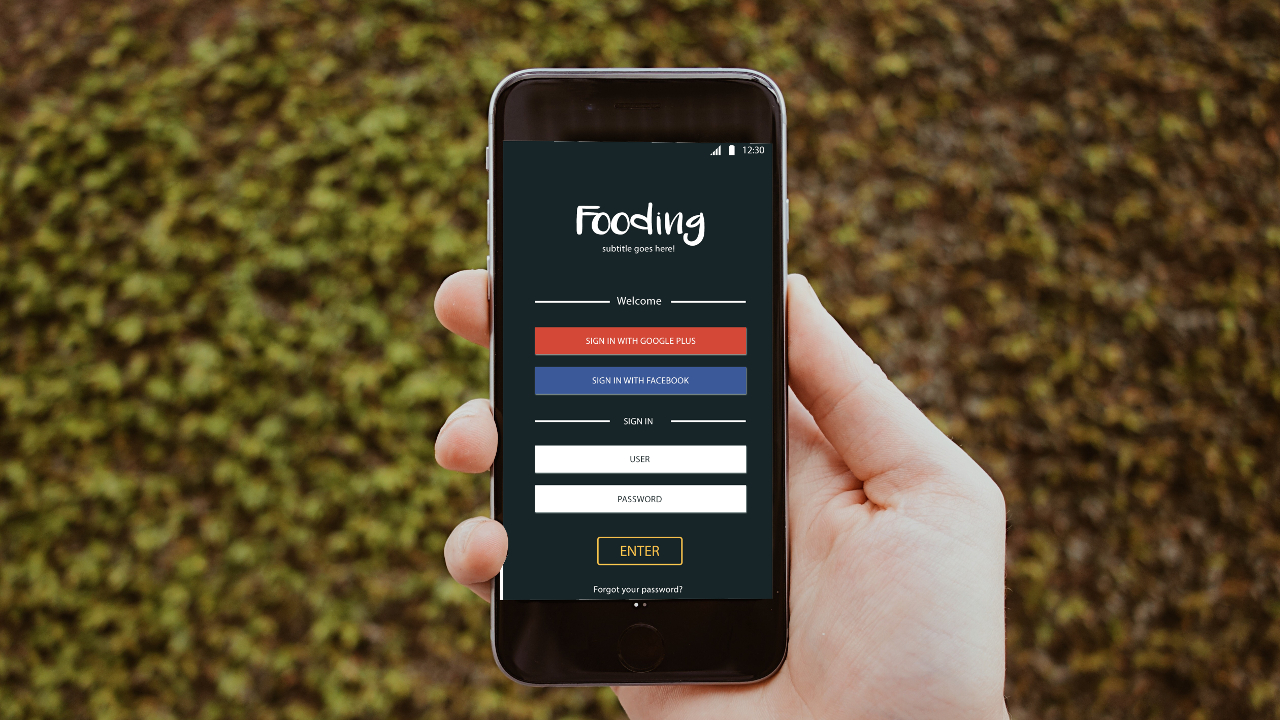 12:30
Fooding
subtitle goes here!
Welcome
SIGN IN WITH GOOGLE PLUS
SIGN IN WITH FACEBOOK
SIGN IN
USER
PASSWORD
ENTER
Forgot your password?